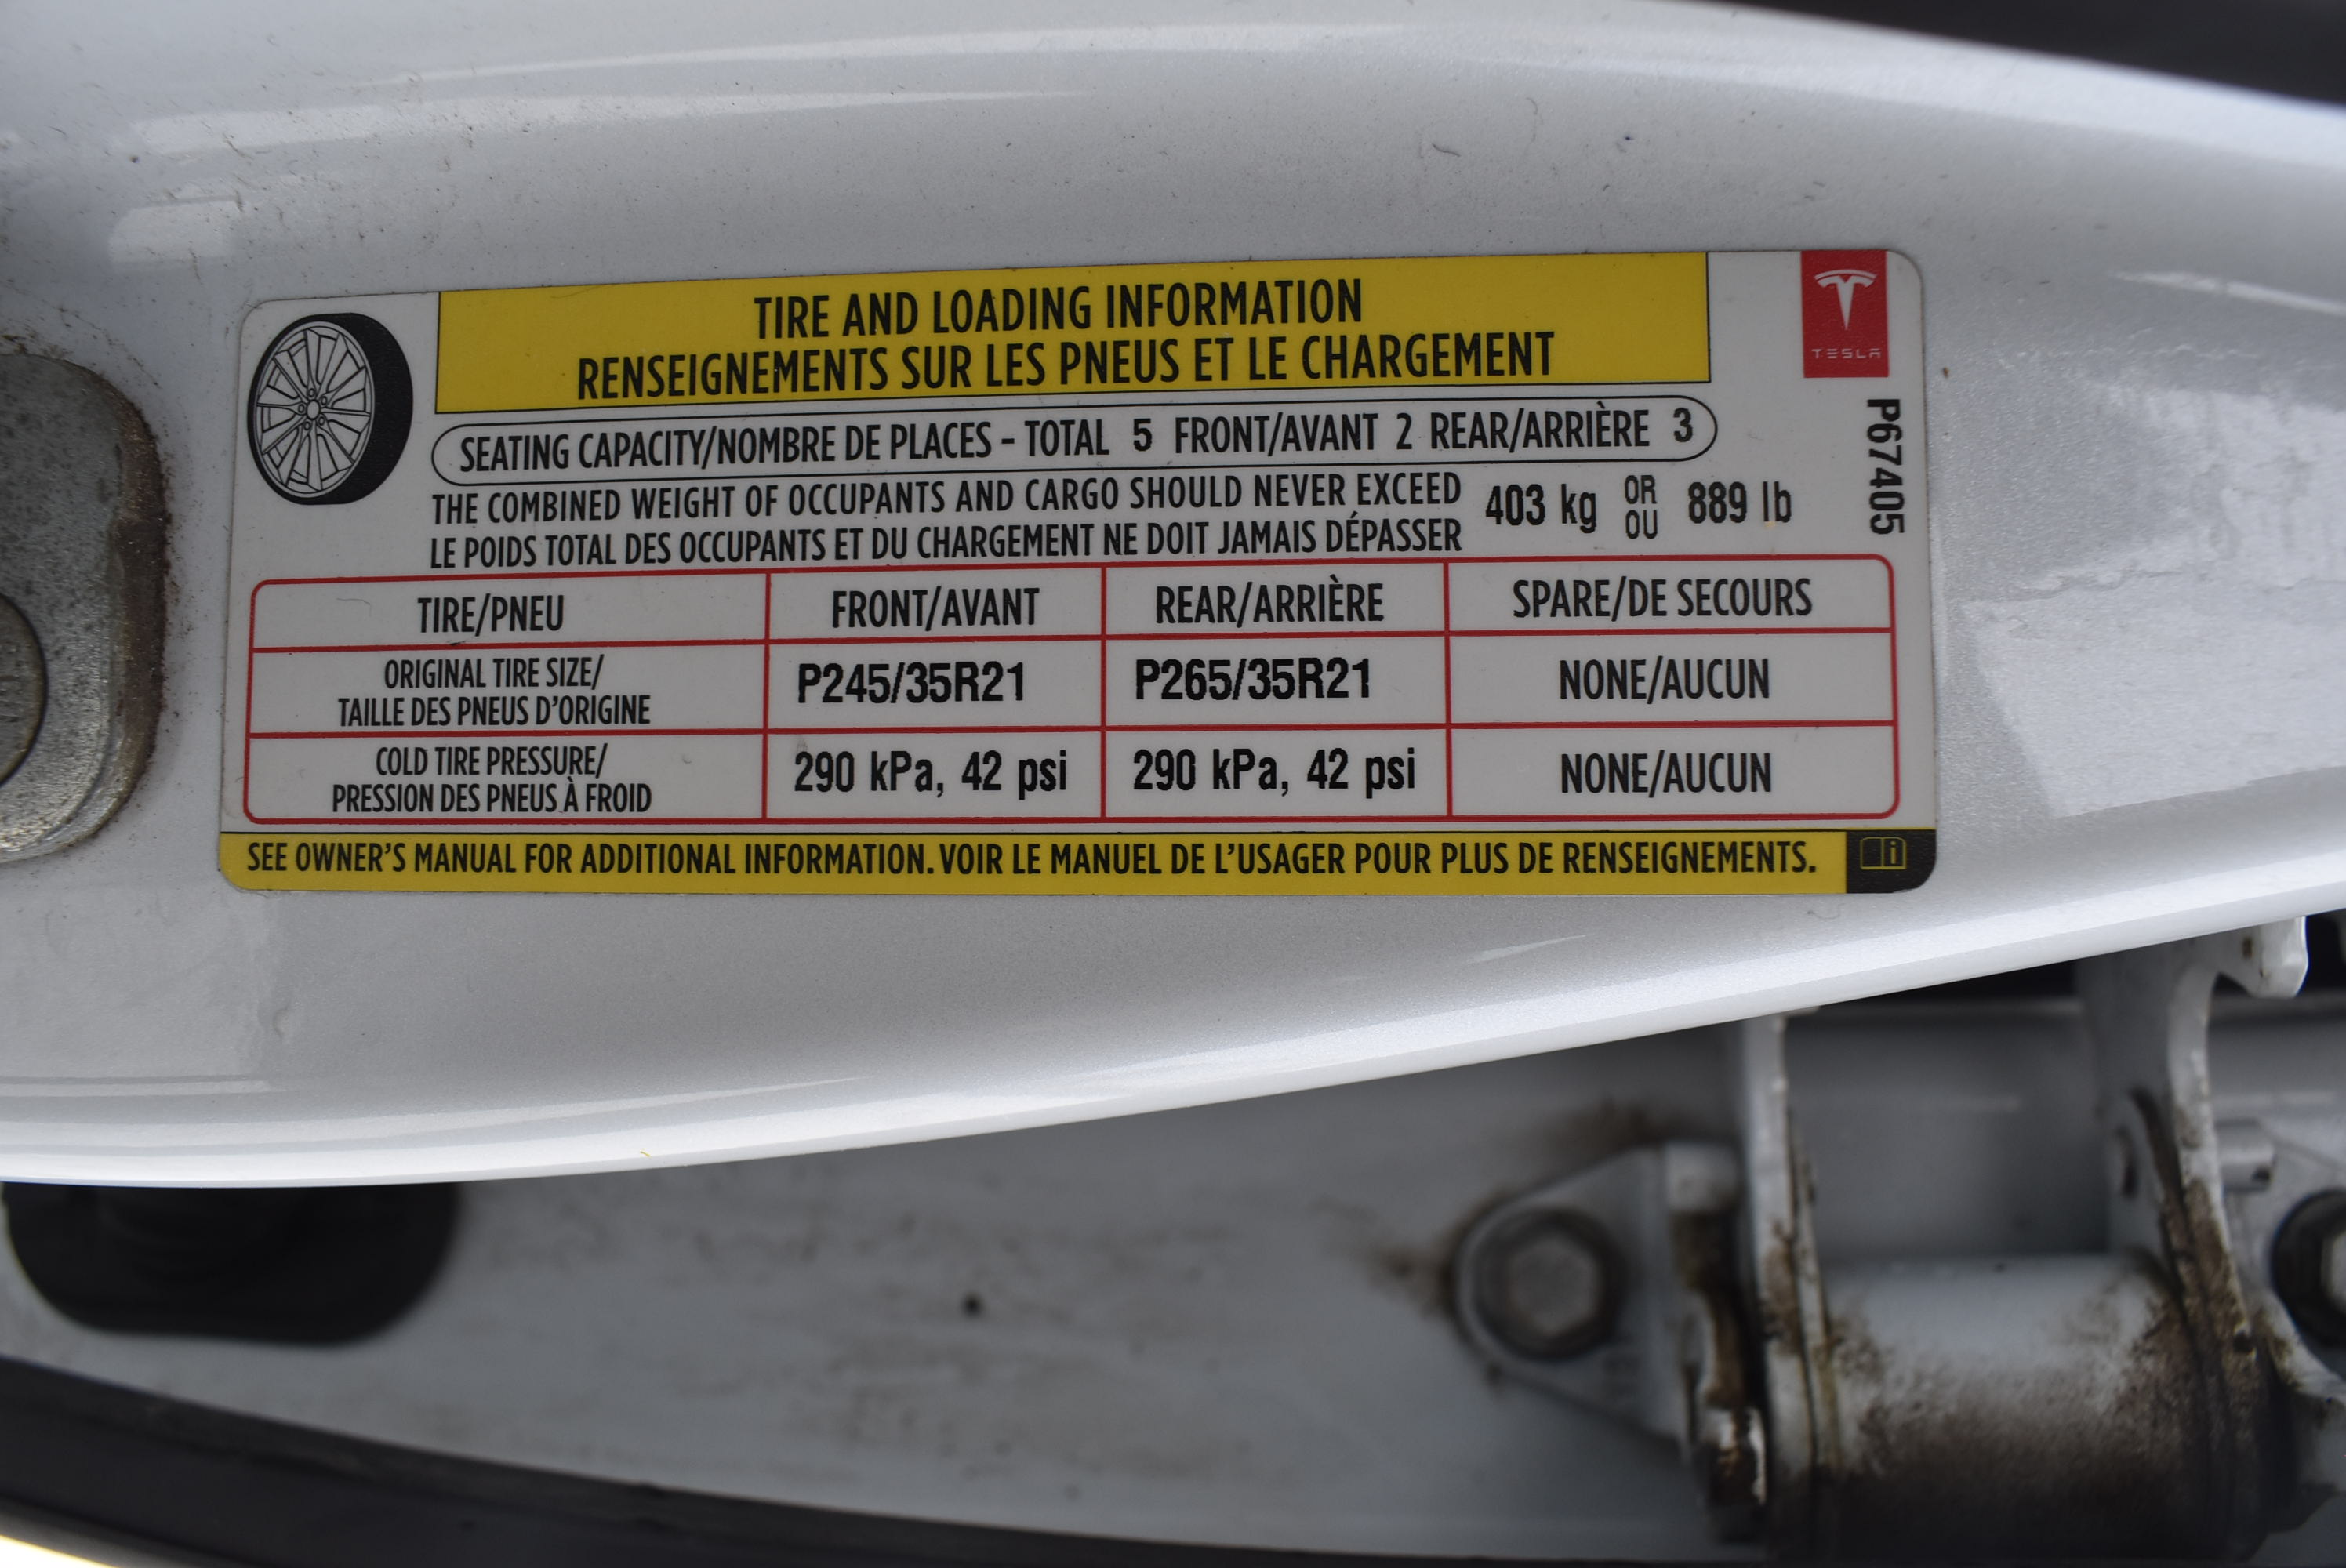 TIRE AND LOADING INFORMATION
RENSEIGNEMENTS SUR LES PNEUS ET LE CHARGEMENT
TESLA
P67405
SEATING CAPACITY/NOMBRE DE PLACES - TOTAL 5 FRONT/AVANT 2 REAR/ARRIÈRE 3
THE COMBINED WEIGHT OF OCCUPANTS AND CARGO SHOULD NEVER EXCEED
LE POIDS TOTAL DES OCCUPANTS ET DU CHARGEMENT NE DOIT JAMAIS DÉPASSER
403 kg OR OU 889 lb
TIRE/PNEU FRONT/AVANT REAR/ARRIÈRE SPARE/DE SECOURS
ORIGINAL TIRE SIZE/
TAILLE DES PNEUS D'ORIGINE
P245/35R21 P265/35R21 NONE/AUCUN
COLD TIRE PRESSURE/
PRESSION DES PNEUS À FROID
290 kPa, 42 psi 290 kPa, 42 psi NONE/AUCUN
SEE OWNER'S MANUAL FOR ADDITIONAL INFORMATION. VOIR LE MANUEL DE L'USAGER POUR PLUS DE RENSEIGNEMENTS.